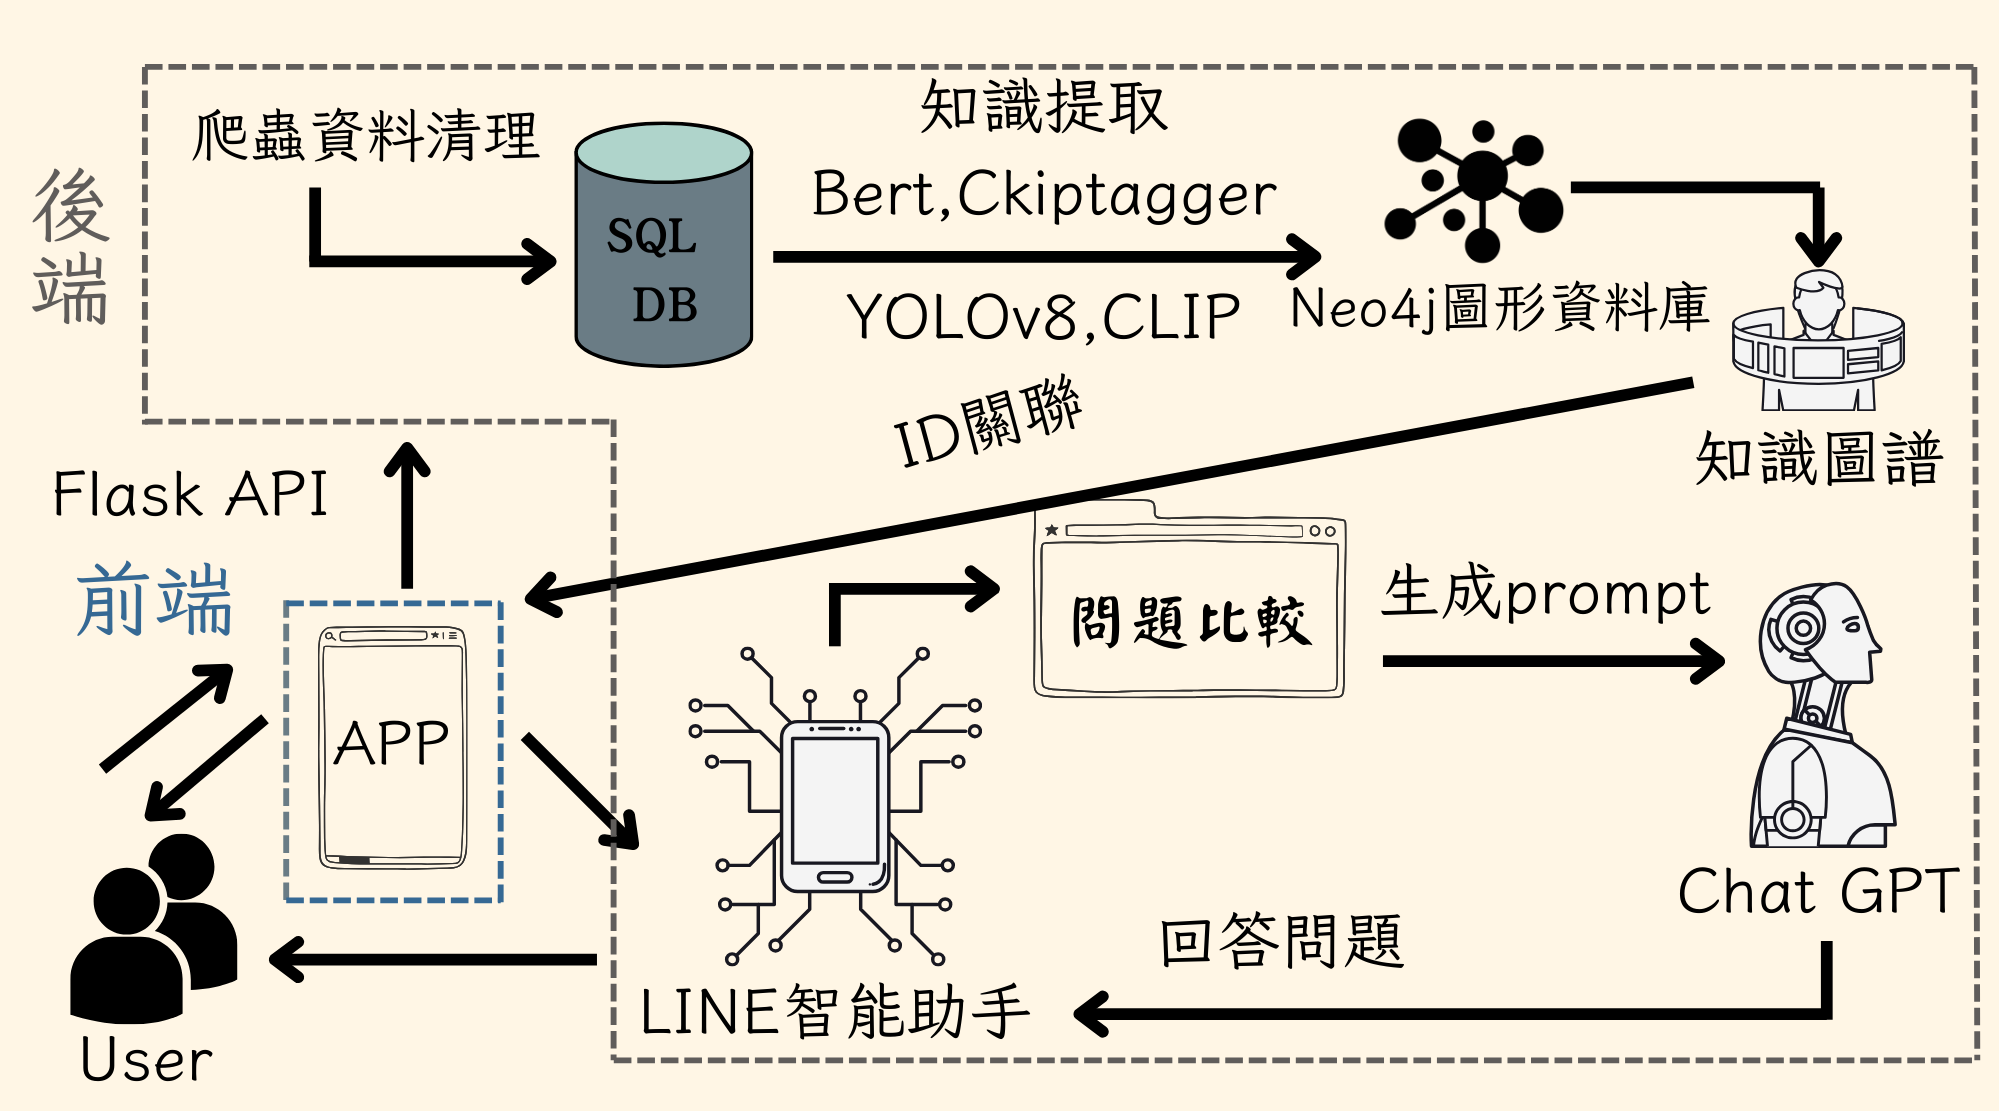 後端
爬蟲資料清理
SQL
DB
知識提取
Bert,Ckiptagger
YOLOv8,CLIP
Neo4j圖形資料庫
知識圖譜
ID關聯
Flask API
前端
APP
問題比較
生成prompt
Chat GPT
回答問題
LINE智能助手
User